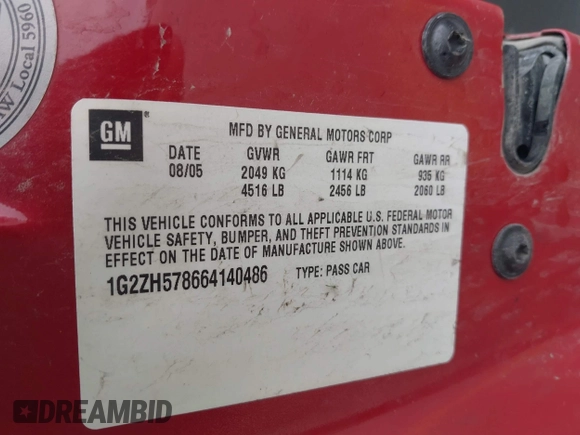 W Local 5960
GM
®
MFD BY GENERAL MOTORS CORP
DATE GVWR GAWR FRT GAWR RR
08/05 2049 KG 1114 KG 935 KG
4516 LB 2456 LB 2060 LB
THIS VEHICLE CONFORMS TO ALL APPLICABLE U.S. FEDERAL MOTOR
VEHICLE SAFETY, BUMPER, AND THEFT PREVENTION STANDARDS IN
EFFECT ON THE DATE OF MANUFACTURE SHOWN ABOVE.
1G2ZH578664140486 TYPE: PASS CAR
DREAMBID